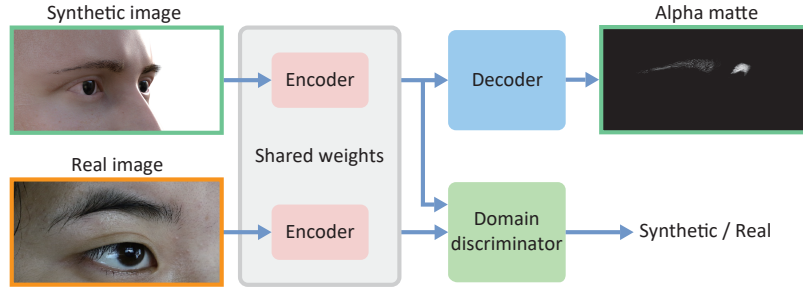 Synthetic image
Alpha matte
Encoder
Decoder
Shared weights
Real image
Encoder
Domain
discriminator
Synthetic / Real